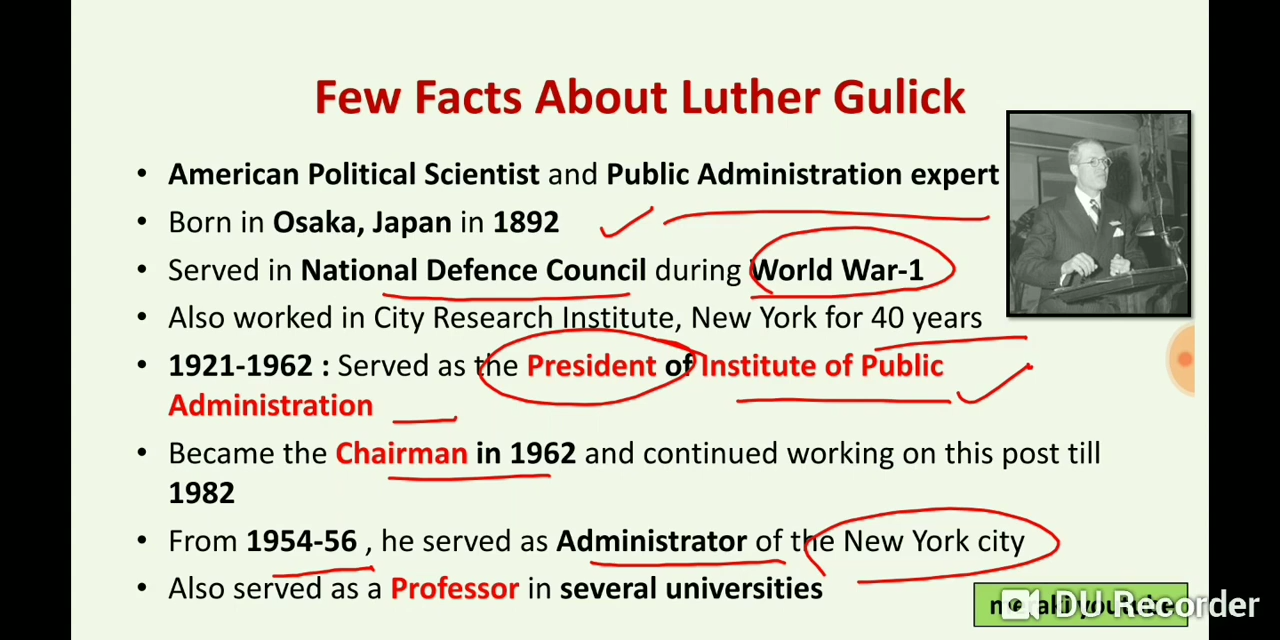 Few Facts About Luther Gulick
• American Political Scientist and Public Administration expert
• Born in Osaka, Japan in 1892
• Served in National Defence Council during World War-1
• Also worked in City Research Institute, New York for 40 years
• 1921-1962 : Served as the President of Institute of Public
Administration
• Became the Chairman in 1962 and continued working on this post till
1982
• From 1954-56 , he served as Administrator of the New York city
• Also served as a Professor in several universities
DU Recorder